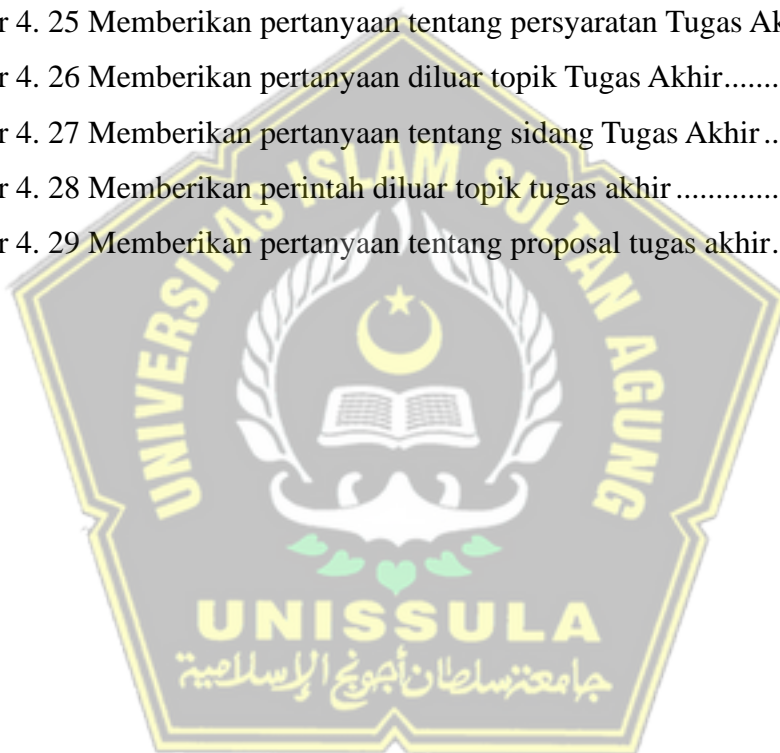 r 4. 25 Memberikan pertanyaan tentang persyaratan Tugas Ak
r 4. 26 Memberikan pertanyaan diluar topik Tugas Akhir.......
r 4. 27 Memberikan pertanyaan tentang sidang Tugas Akhir ..
r 4. 28 Memberikan perintah diluar topik tugas akhir .............
r 4. 29 Memberikan pertanyaan tentang proposal tugas akhir.
UNIVERSITAS ISLAM SULTAN AGUNG
UNISSULA
جامعة سلطان أجونج الإسلامية